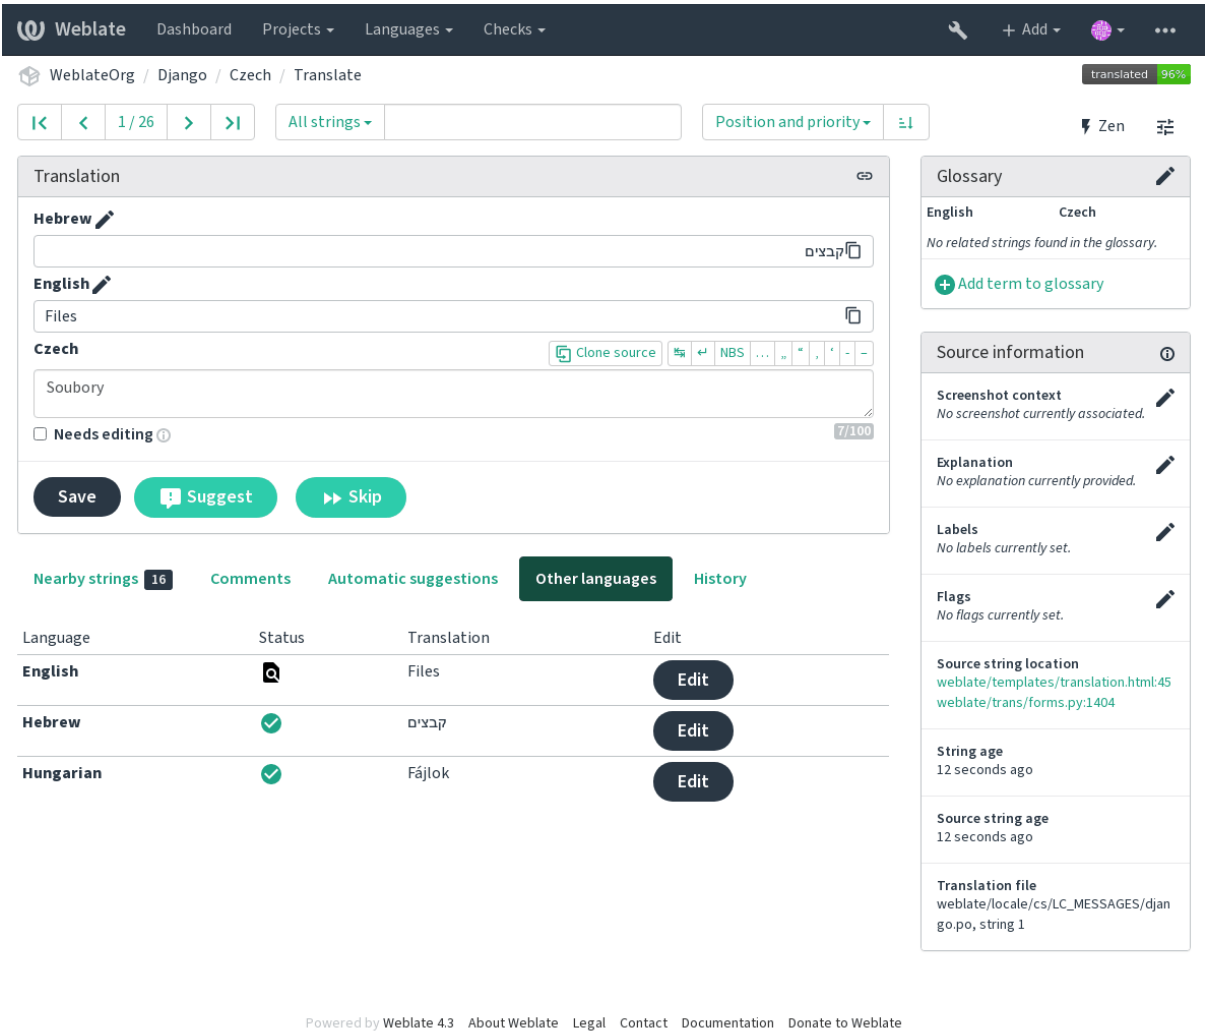 Weblate Dashboard Projects Languages Checks Add
WeblateOrg / Django / Czech / Translate translated 96%
1 / 26 All strings Position and priority Zen
Translation
Hebrew
קבצים
English
Files
Czech Clone source ↹ ↵ NBS … „ “ ‚ ‘ - –
Soubory
Needs editing 7/100
Save Suggest Skip
Nearby strings 16 Comments Automatic suggestions Other languages History
Language Status Translation Edit
English Files Edit
Hebrew קבצים Edit
Hungarian Fájlok Edit
Glossary
English Czech
No related strings found in the glossary.
Add term to glossary
Source information
Screenshot context
No screenshot currently associated.
Explanation
No explanation currently provided.
Labels
No labels currently set.
Flags
No flags currently set.
Source string location
weblate/templates/translation.html:45
weblate/trans/forms.py:1404
String age
12 seconds ago
Source string age
12 seconds ago
Translation file
weblate/locale/cs/LC_MESSAGES/djan
go.po, string 1
Powered by Weblate 4.3 About Weblate Legal Contact Documentation Donate to Weblate